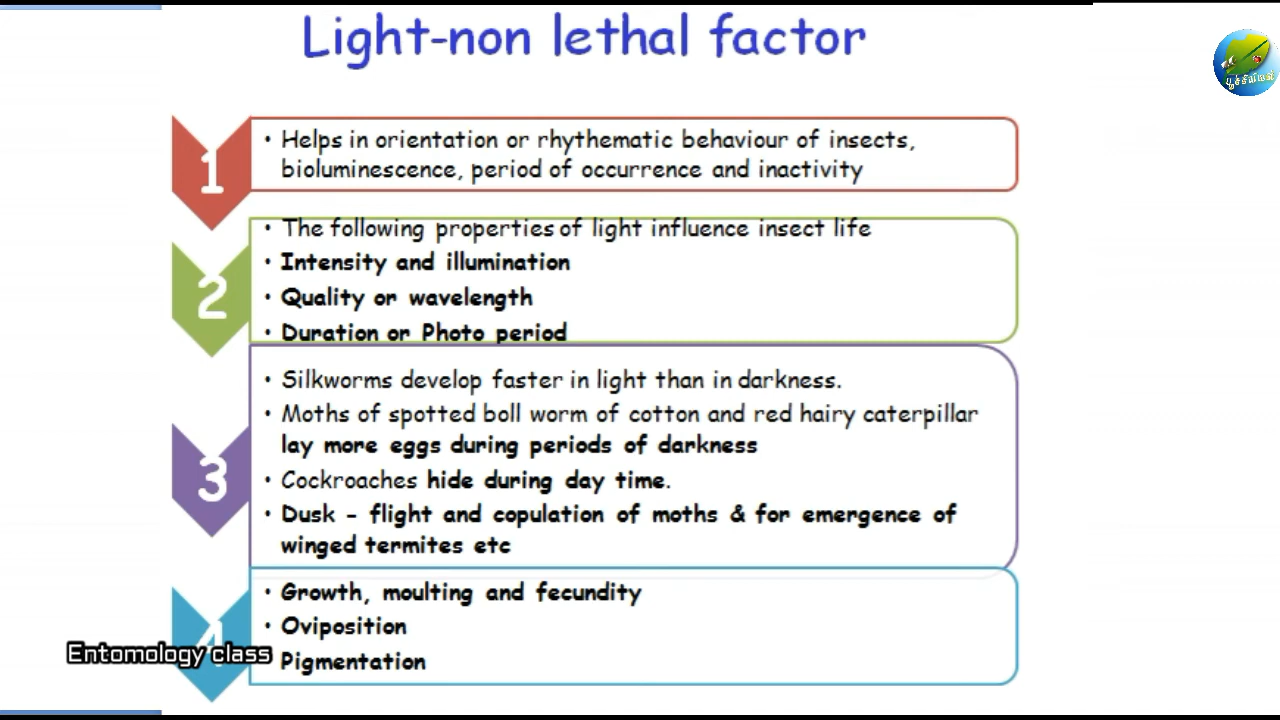 Light-non lethal factor
பூச்சியியல்
1
• Helps in orientation or rhythematic behaviour of insects,
bioluminescence, period of occurrence and inactivity
2
• The following properties of light influence insect life
• Intensity and illumination
• Quality or wavelength
• Duration or Photo period
3
• Silkworms develop faster in light than in darkness.
• Moths of spotted boll worm of cotton and red hairy caterpillar
lay more eggs during periods of darkness
• Cockroaches hide during day time.
• Dusk - flight and copulation of moths & for emergence of
winged termites etc
4
• Growth, moulting and fecundity
• Oviposition
Pigmentation
Entomology class